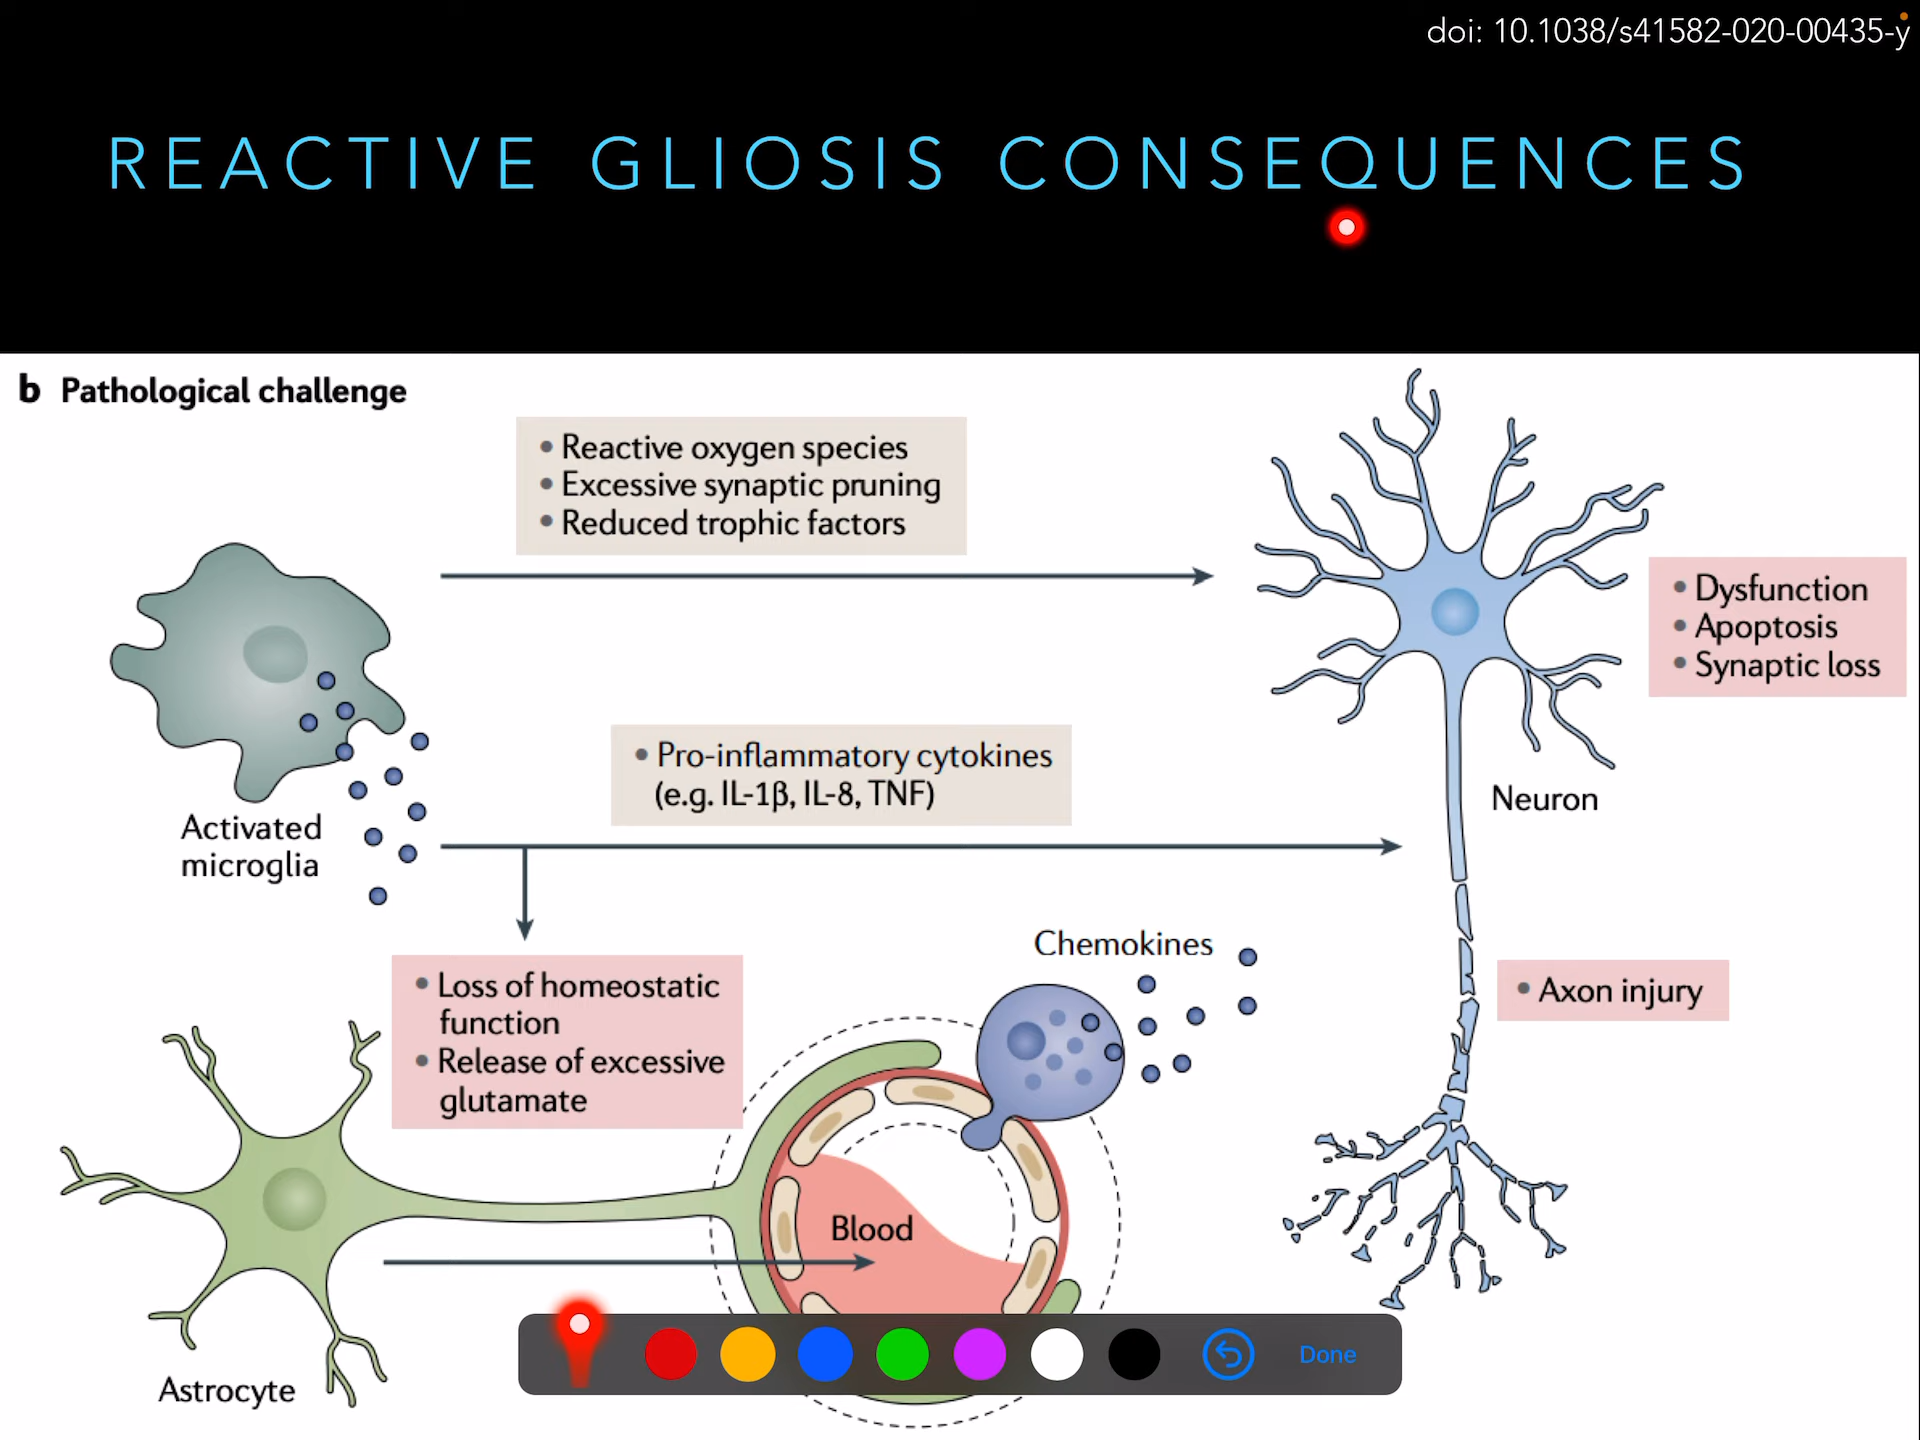 doi: 10.1038/s41582-020-00435-y
REACTIVE GLIOSIS CONSEQUENCES
b Pathological challenge
• Reactive oxygen species
• Excessive synaptic pruning
• Reduced trophic factors
• Dysfunction
• Apoptosis
• Synaptic loss
• Pro-inflammatory cytokines
(e.g. IL-1β, IL-8, TNF)
Neuron
Activated
microglia
Chemokines
• Loss of homeostatic
function
• Release of excessive
glutamate
• Axon injury
Blood
Astrocyte
Done